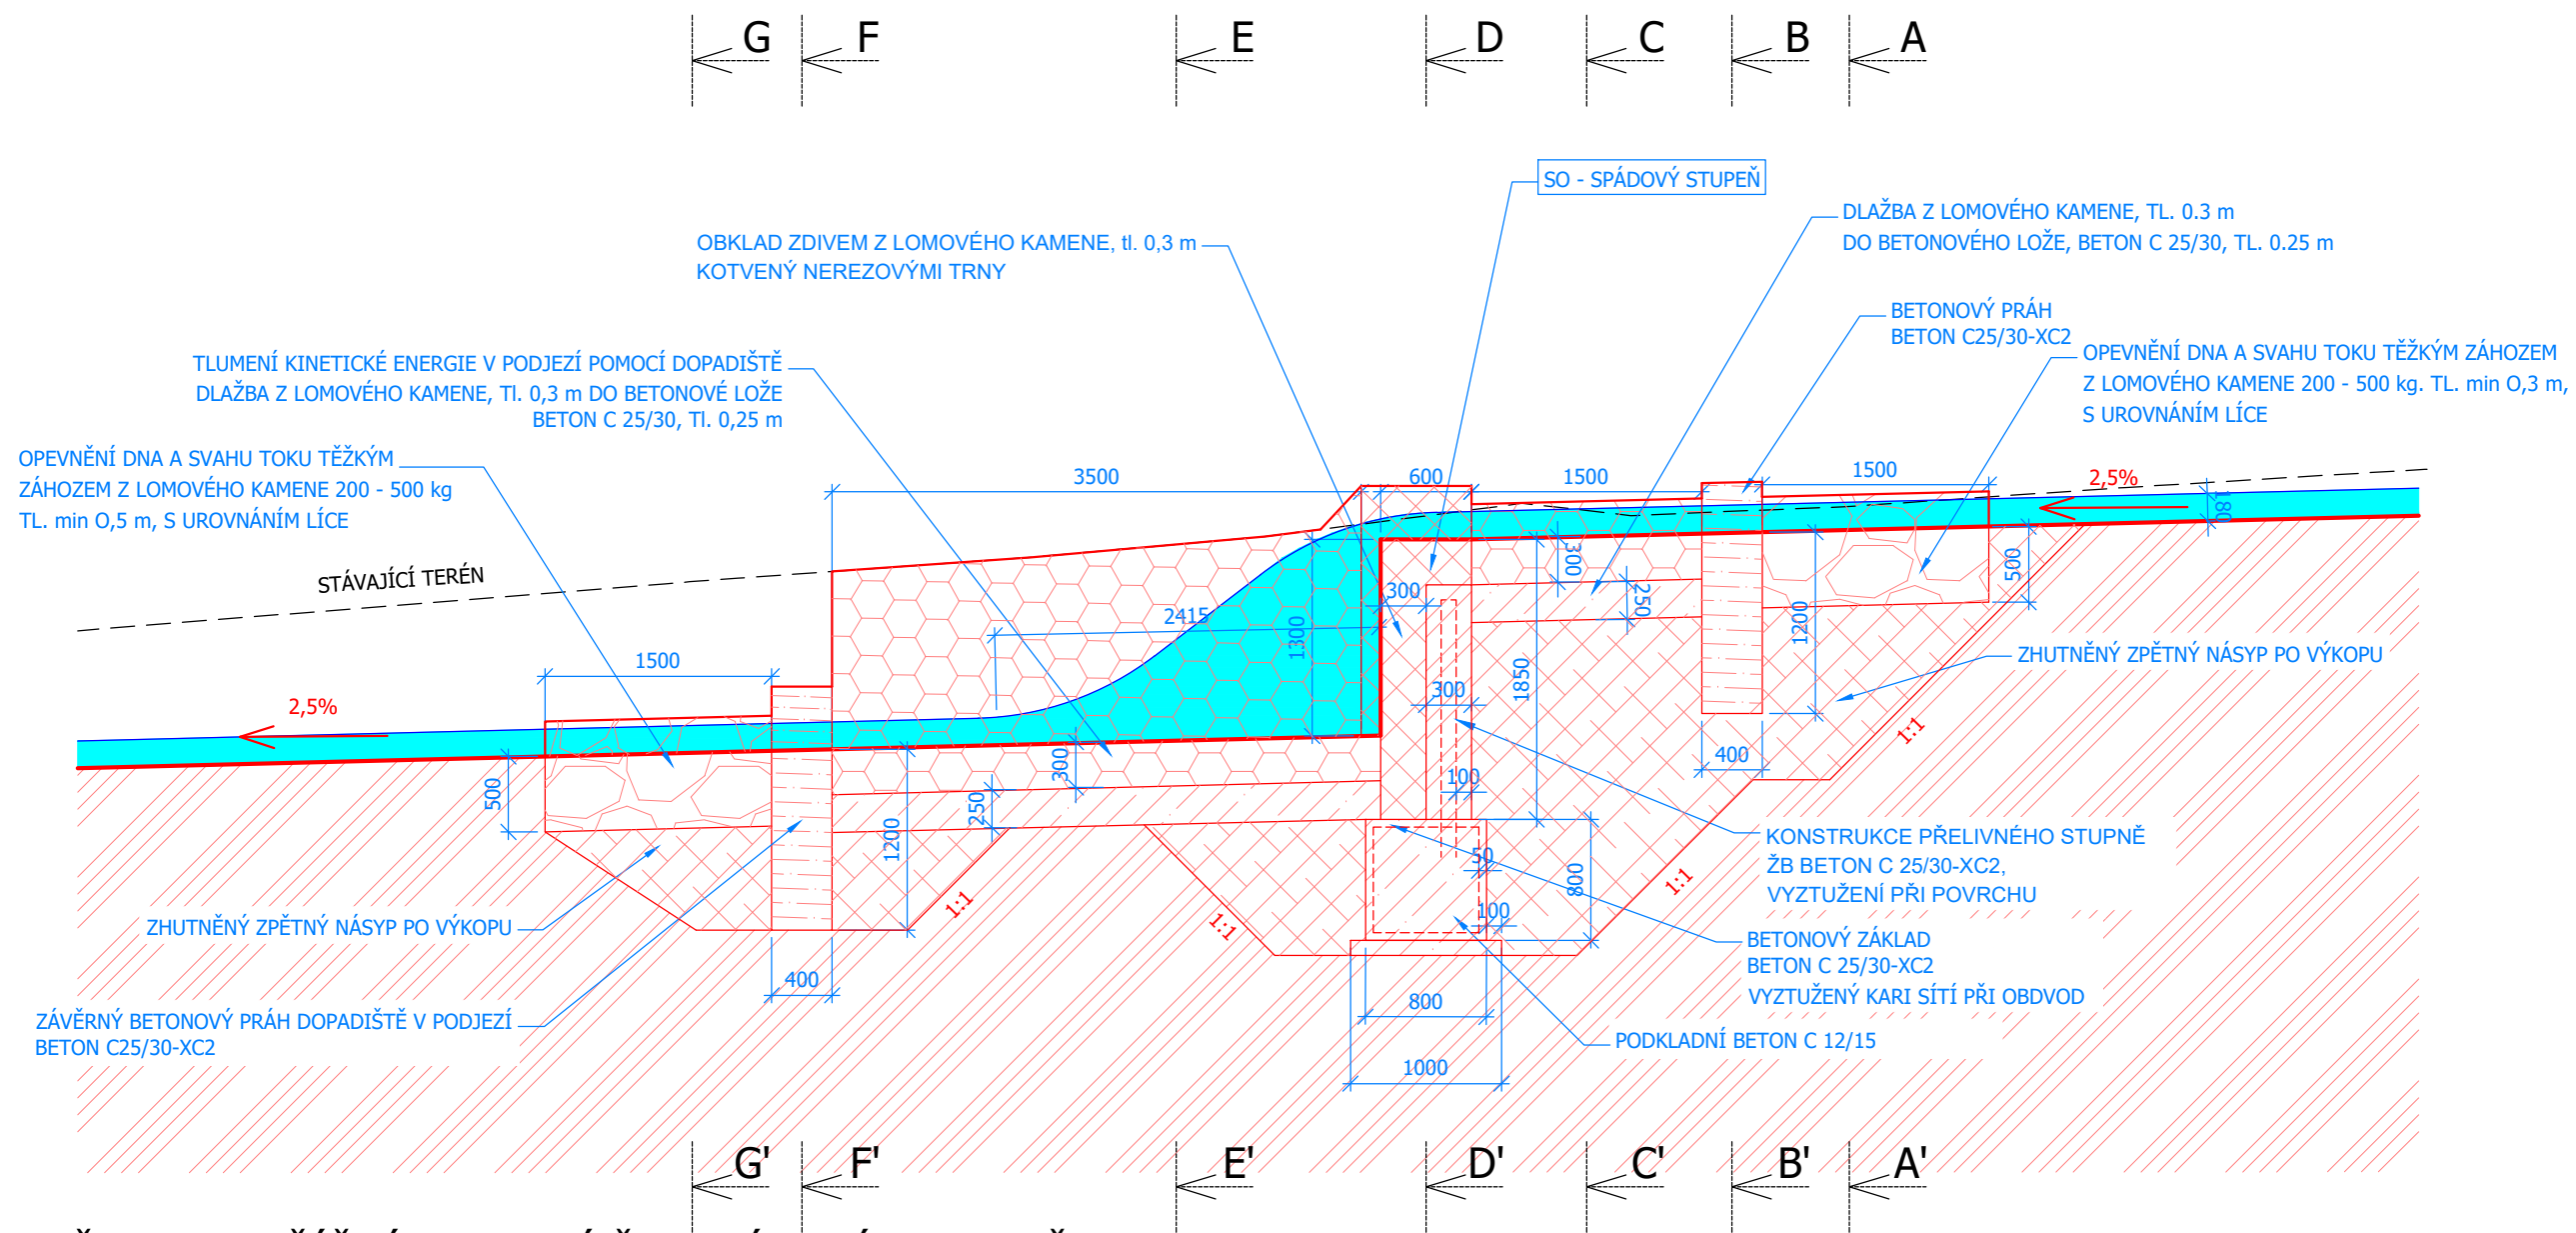 G
F
E
D
C
B
A
SO - SPÁDOVÝ STUPEŇ
DLAŽBA Z LOMOVÉHO KAMENE, TL. 0.3 m
DO BETONOVÉHO LOŽE, BETON C 25/30, TL. 0.25 m
OBKLAD ZDIVEM Z LOMOVÉHO KAMENE, tl. 0,3 m
KOTVENÝ NEREZOVÝMI TRNY
BETONOVÝ PRÁH
BETON C25/30-XC2
OPEVNĚNÍ DNA A SVAHU TOKU TĚŽKÝM ZÁHOZEM
Z LOMOVÉHO KAMENE 200 - 500 kg. TL. min O,3 m,
S UROVNÁNÍM LÍCE
TLUMENÍ KINETICKÉ ENERGIE V PODJEZÍ POMOCÍ DOPADIŠTĚ
DLAŽBA Z LOMOVÉHO KAMENE, Tl. 0,3 m DO BETONOVÉ LOŽE
BETON C 25/30, Tl. 0,25 m
OPEVNĚNÍ DNA A SVAHU TOKU TĚŽKÝM
ZÁHOZEM Z LOMOVÉHO KAMENE 200 - 500 kg
TL. min O,5 m, S UROVNÁNÍM LÍCE
3500
600
1500
1500
2,5%
180
STÁVAJÍCÍ TERÉN
300
500
300
250
2415
1300
1200
1500
ZHUTNĚNÝ ZPĚTNÝ NÁSYP PO VÝKOPU
1850
300
2,5%
1:1
400
300
100
500
250
1200
KONSTRUKCE PŘELIVNÉHO STUPNĚ
ŽB BETON C 25/30-XC2,
VYZTUŽENÍ PŘI POVRCHU
50
800
1:1
1:1
100
1:1
ZHUTNĚNÝ ZPĚTNÝ NÁSYP PO VÝKOPU
BETONOVÝ ZÁKLAD
BETON C 25/30-XC2
VYZTUŽENÝ KARI SÍTÍ PŘI OBDVOD
400
800
ZÁVĚRNÝ BETONOVÝ PRÁH DOPADIŠTĚ V PODJEZÍ
BETON C25/30-XC2
PODKLADNÍ BETON C 12/15
1000
G'
F'
E'
D'
C'
B'
A'